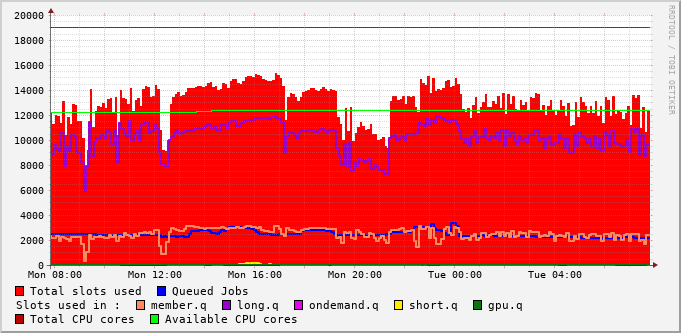 20000
18000
16000
14000
12000
10000
8000
6000
4000
2000
0
Mon 08:00 Mon 12:00 Mon 16:00 Mon 20:00 Tue 00:00 Tue 04:00
RRDTOOL / TOBI OETIKER
Total slots used Queued Jobs
Slots used in : member.q long.q ondemand.q short.q gpu.q
Total CPU cores Available CPU cores